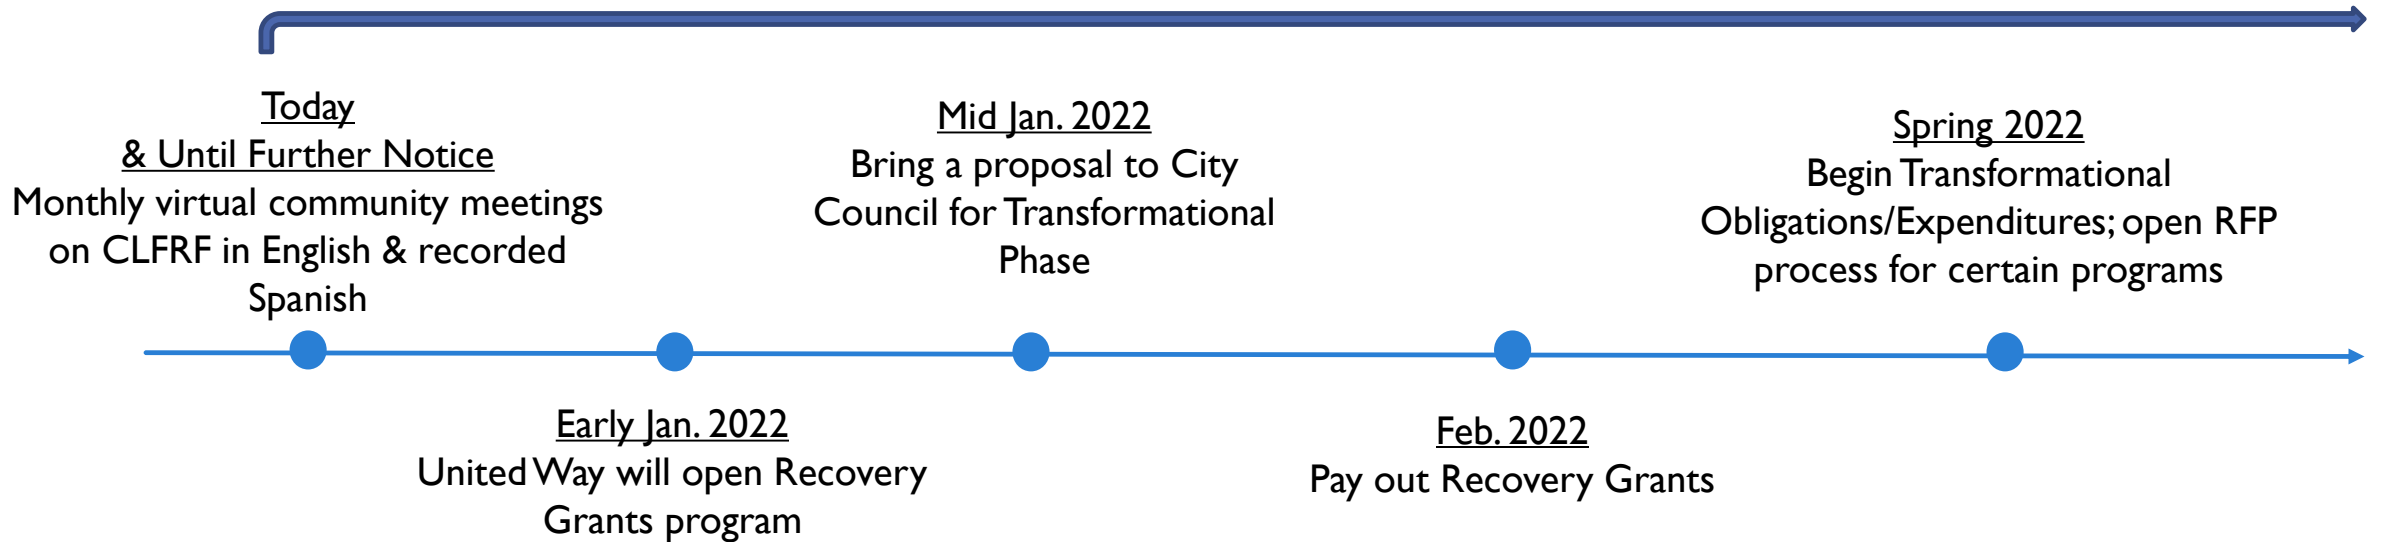 Today
& Until Further Notice
Monthly virtual community meetings
on CLFRF in English & recorded
Spanish
Early Jan. 2022
United Way will open Recovery
Grants program
Mid Jan. 2022
Bring a proposal to City
Council for Transformational
Phase
Feb. 2022
Pay out Recovery Grants
Spring 2022
Begin Transformational
Obligations/Expenditures; open RFP
process for certain programs